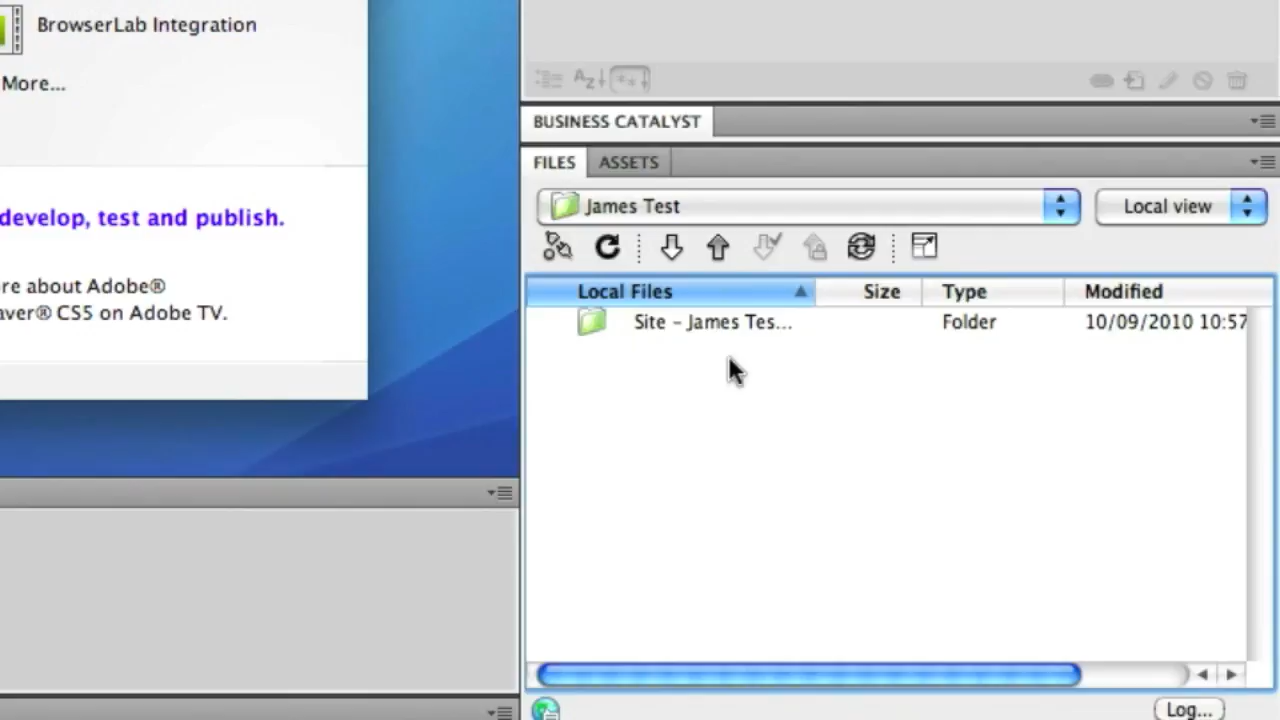 BrowserLab Integration
More...
develop, test and publish.
re about Adobe®
aver® CS5 on Adobe TV.
BUSINESS CATALYST
FILES ASSETS
James Test Local view
Local Files Size Type Modified
Site - James Tes... Folder 10/09/2010 10:57
Log...